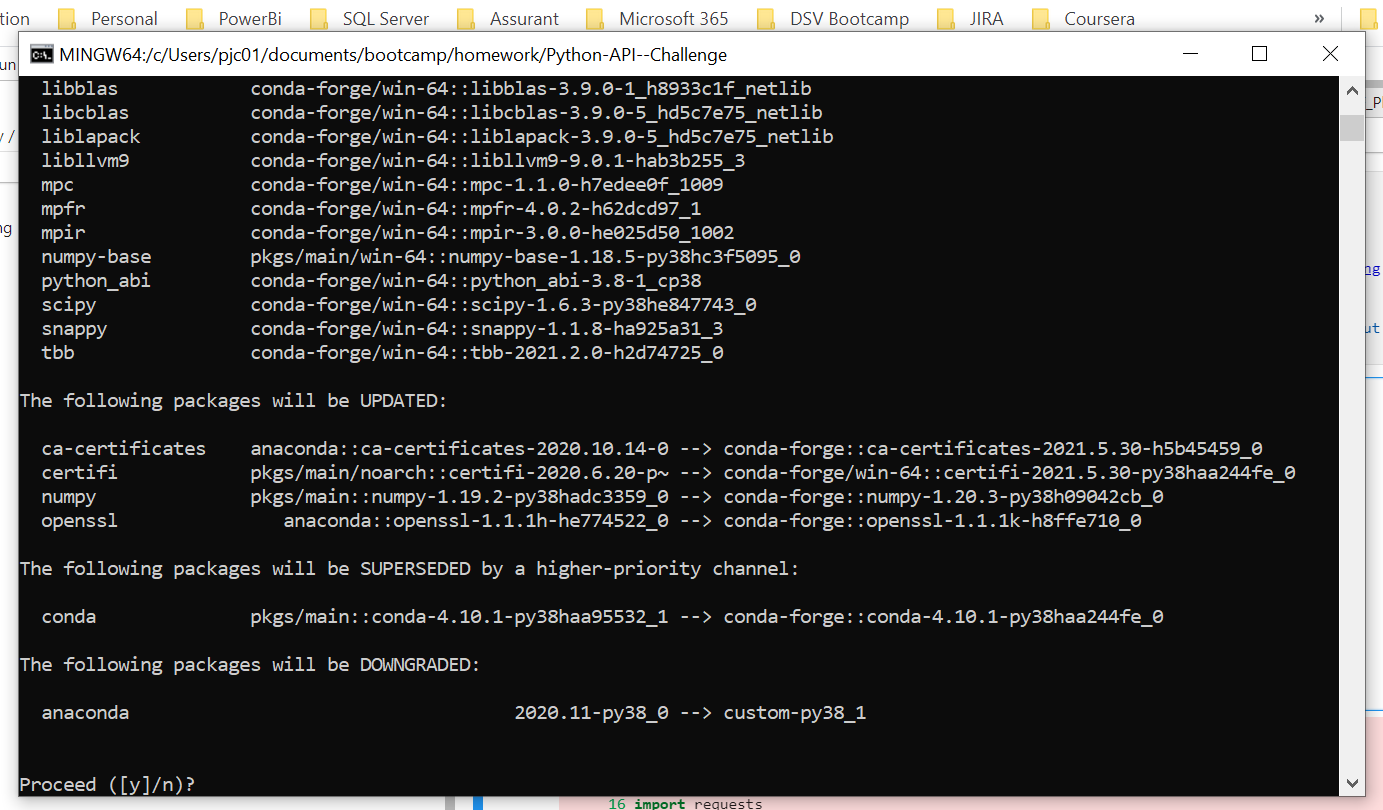 tion Personal PowerBi SQL Server Assurant Microsoft 365 DSV Bootcamp JIRA Coursera »
MINGW64:/c/Users/pjc01/documents/bootcamp/homework/Python-API--Challenge
un
_P
y /
ng
ng
ut
libblas conda-forge/win-64::libblas-3.9.0-1_h8933c1f_netlib
libcblas conda-forge/win-64::libcblas-3.9.0-5_hd5c7e75_netlib
liblapack conda-forge/win-64::liblapack-3.9.0-5_hd5c7e75_netlib
libllvm9 conda-forge/win-64::libllvm9-9.0.1-hab3b255_3
mpc conda-forge/win-64::mpc-1.1.0-h7edee0f_1009
mpfr conda-forge/win-64::mpfr-4.0.2-h62dcd97_1
mpir conda-forge/win-64::mpir-3.0.0-he025d50_1002
numpy-base pkgs/main/win-64::numpy-base-1.18.5-py38hc3f5095_0
python_abi conda-forge/win-64::python_abi-3.8-1_cp38
scipy conda-forge/win-64::scipy-1.6.3-py38he847743_0
snappy conda-forge/win-64::snappy-1.1.8-ha925a31_3
tbb conda-forge/win-64::tbb-2021.2.0-h2d74725_0
The following packages will be UPDATED:
ca-certificates anaconda::ca-certificates-2020.10.14-0 --> conda-forge::ca-certificates-2021.5.30-h5b45459_0
certifi pkgs/main/noarch::certifi-2020.6.20-p~ --> conda-forge/win-64::certifi-2021.5.30-py38haa244fe_0
numpy pkgs/main::numpy-1.19.2-py38hadc3359_0 --> conda-forge::numpy-1.20.3-py38h09042cb_0
openssl anaconda::openssl-1.1.1h-he774522_0 --> conda-forge::openssl-1.1.1k-h8ffe710_0
The following packages will be SUPERSEDED by a higher-priority channel:
conda pkgs/main::conda-4.10.1-py38haa95532_1 --> conda-forge::conda-4.10.1-py38haa244fe_0
The following packages will be DOWNGRADED:
anaconda 2020.11-py38_0 --> custom-py38_1
Proceed ([y]/n)?
16 import requests